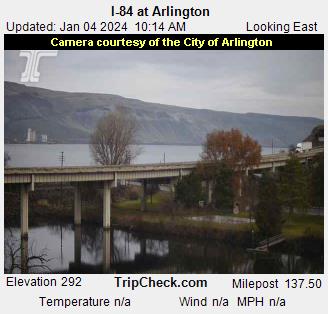 I-84 at Arlington
Updated: Jan 04 2024 10:14 AM Looking East
Camera courtesy of the City of Arlington
Elevation 292 TripCheck.com Milepost 137.50
Temperature n/a Wind n/a MPH n/a